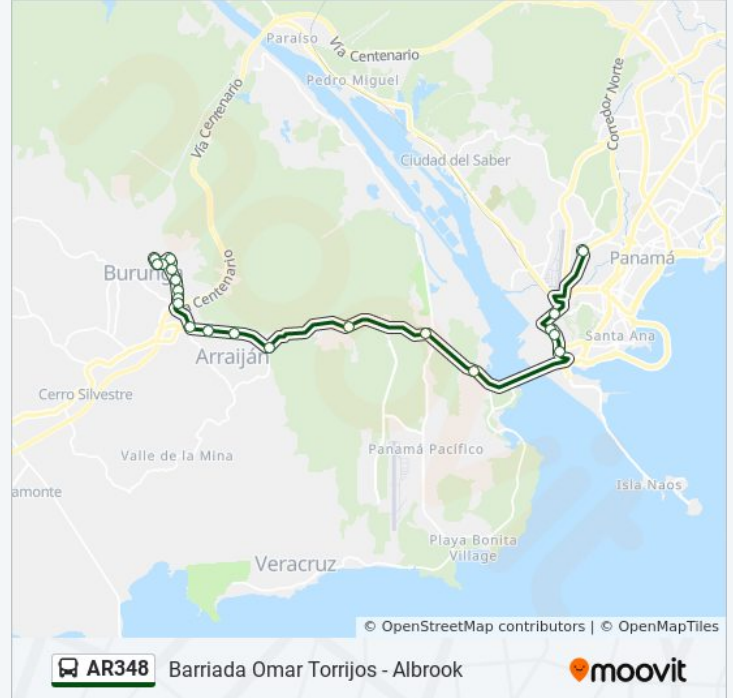 Paraíso
Vía Centenario
Pedro Miguel
Vía Centenario
Corredor Norte
Ciudad del Saber
Panamá
Burunga
Centenario
Santa Ana
Arraiján
Cerro Silvestre
Valle de la Mina
Panamá Pacífico
amonte
Isla Naos
Playa Bonita
Village
Veracruz
© OpenStreetMap contributors | © OpenMapTiles
AR348 Barriada Omar Torrijos - Albrook
moovit